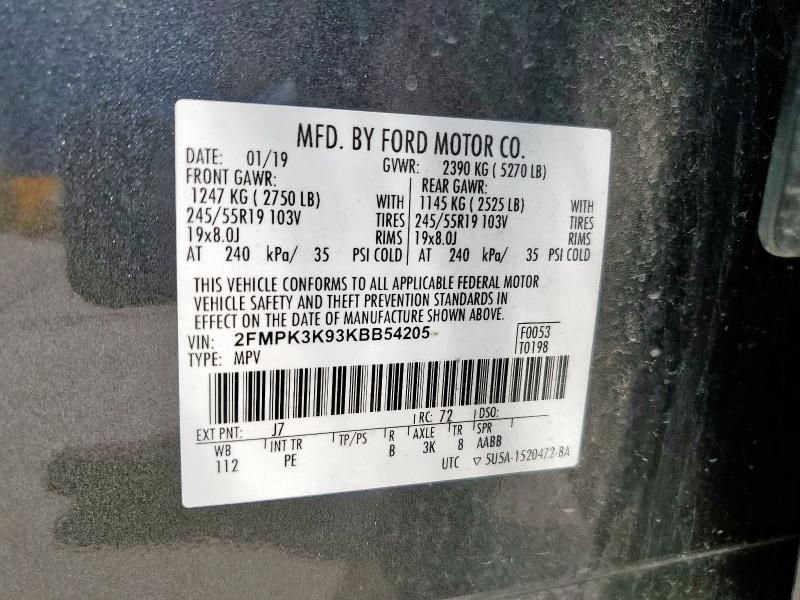 MFD. BY FORD MOTOR CO.
DATE: 01/19 GVWR: 2390 KG ( 5270 LB)
FRONT GAWR: REAR GAWR:
1247 KG ( 2750 LB) WITH 1145 KG ( 2525 LB) WITH
245/55R19 103V TIRES 245/55R19 103V TIRES
19x8.0J RIMS 19x8.0J RIMS
AT 240 kPa/ 35 PSI COLD AT 240 kPa/ 35 PSI COLD
THIS VEHICLE CONFORMS TO ALL APPLICABLE FEDERAL MOTOR
VEHICLE SAFETY AND THEFT PREVENTION STANDARDS IN
EFFECT ON THE DATE OF MANUFACTURE SHOWN ABOVE.
VIN: 2FMPK3K93KBB54205 F0053
TYPE: MPV T0198
EXT PNT: J7 RC: 72 DSO:
WB INT TR TP/PS R AXLE TR SPR
112 PE B 3K 8 AABB
UTC ▽ 5U5A-1520472-BA